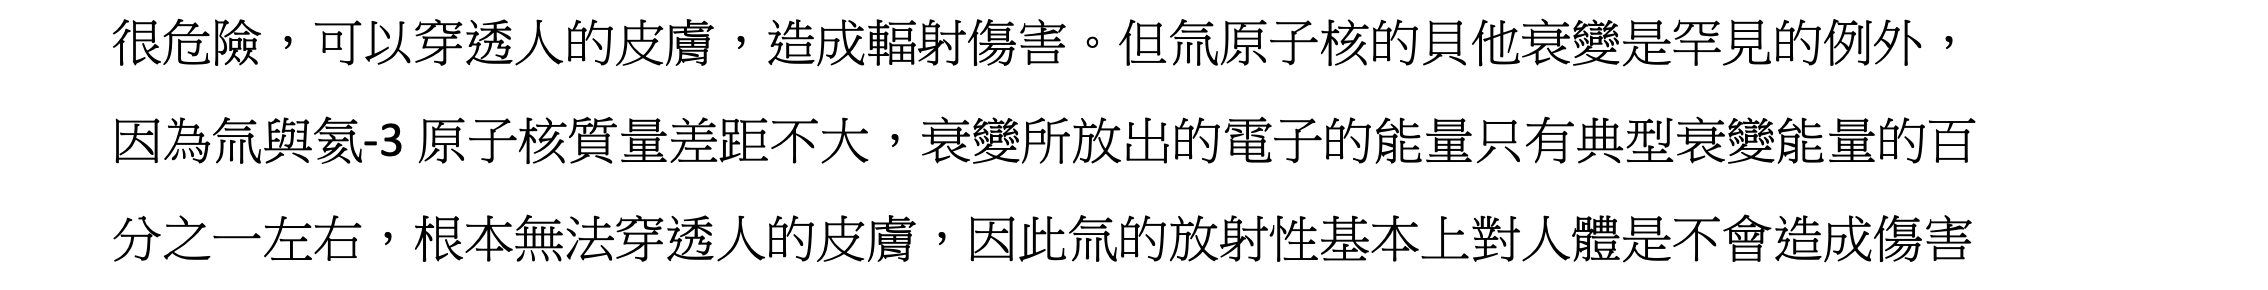 很危險，可以穿透人的皮膚，造成輻射傷害。但氚原子核的貝他衰變是罕見的例外，
因為氚與氦-3 原子核質量差距不大，衰變所放出的電子的能量只有典型衰變能量的百
分之一左右，根本無法穿透人的皮膚，因此氚的放射性基本上對人體是不會造成傷害